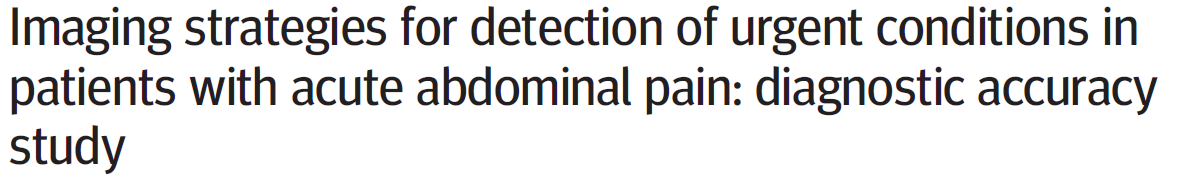 Imaging strategies for detection of urgent conditions in
patients with acute abdominal pain: diagnostic accuracy
study